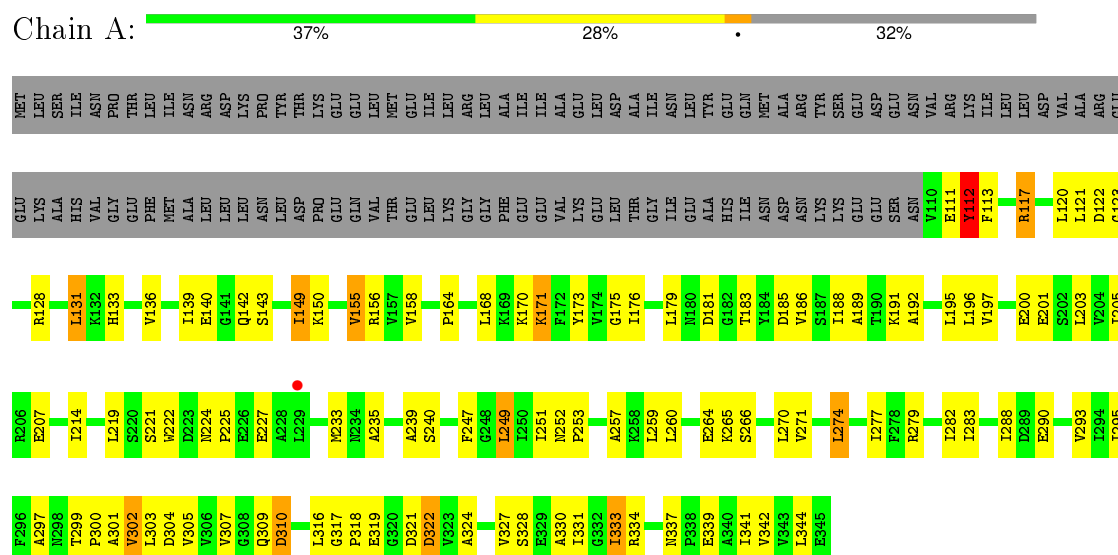 Chain A:
37% 28% • 32%
MET LEU SER ILE ASN PRO THR LEU ILE ASN ARG ASP LYS PRO TYR THR LYS GLU GLU LEU MET GLU ILE LEU ARG LEU ALA ILE ILE ALA GLU LEU ASP ALA ILE ASN LEU TYR GLU GLN MET ALA ARG TYR SER GLU ASP GLU ASN VAL ARG LYS ILE LEU LEU ASP VAL ALA ARG GLU
GLU LYS ALA HIS VAL GLY GLU PHE MET ALA LEU LEU LEU ASN LEU ASP PRO GLU GLN VAL THR GLU LEU LYS GLY GLY PHE GLU GLU VAL LYS GLU LEU THR GLY ILE GLU ALA HIS ILE ASN ASP ASN LYS LYS GLU GLU SER ASN V110 E111 Y112 F113 R117 L120 L121 D122 G123
R128 L131 K132 H133 V136 I139 E140 G141 Q142 S143 I149 K150 V155 R156 V157 V158 P164 L168 K169 K170 K171 F172 Y173 V174 G175 I176 L179 N180 D181 G182 T183 Y184 D185 V186 S187 I188 A189 T190 K191 A192 L195 L196 V197 E200 E201 S202 L203 V204 I205
R206 E207 I214 L219 S220 S221 W222 D223 N224 P225 E226 E227 A228 L229 M233 N234 A235 A239 S240 F247 G248 L249 I250 I251 N252 P253 A257 K258 L259 L260 E264 K265 S266 L270 V271 L274 I277 F278 R279 I282 I283 I288 D289 E290 V293 I294 I295
F296 A297 N298 T299 P300 A301 V302 L303 D304 V305 V306 V307 G308 Q309 D310 L316 G317 P318 E319 G320 D321 D322 V323 A324 V327 S328 E329 A330 I331 G332 I333 R334 N337 P338 E339 A340 I341 V342 V343 L344 E345